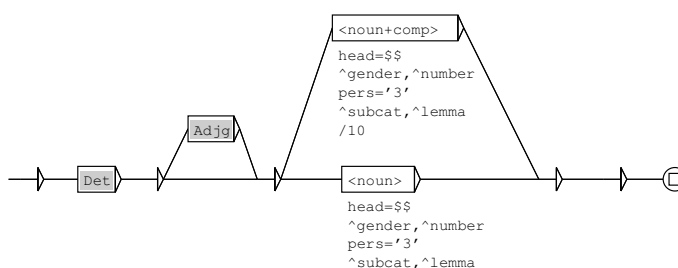 <noun+comp>
head=$$
^gender,^number
pers='3'
^subcat,^lemma
/10
Adjg
Det
<noun>
head=$$
^gender,^number
pers='3'
^subcat,^lemma